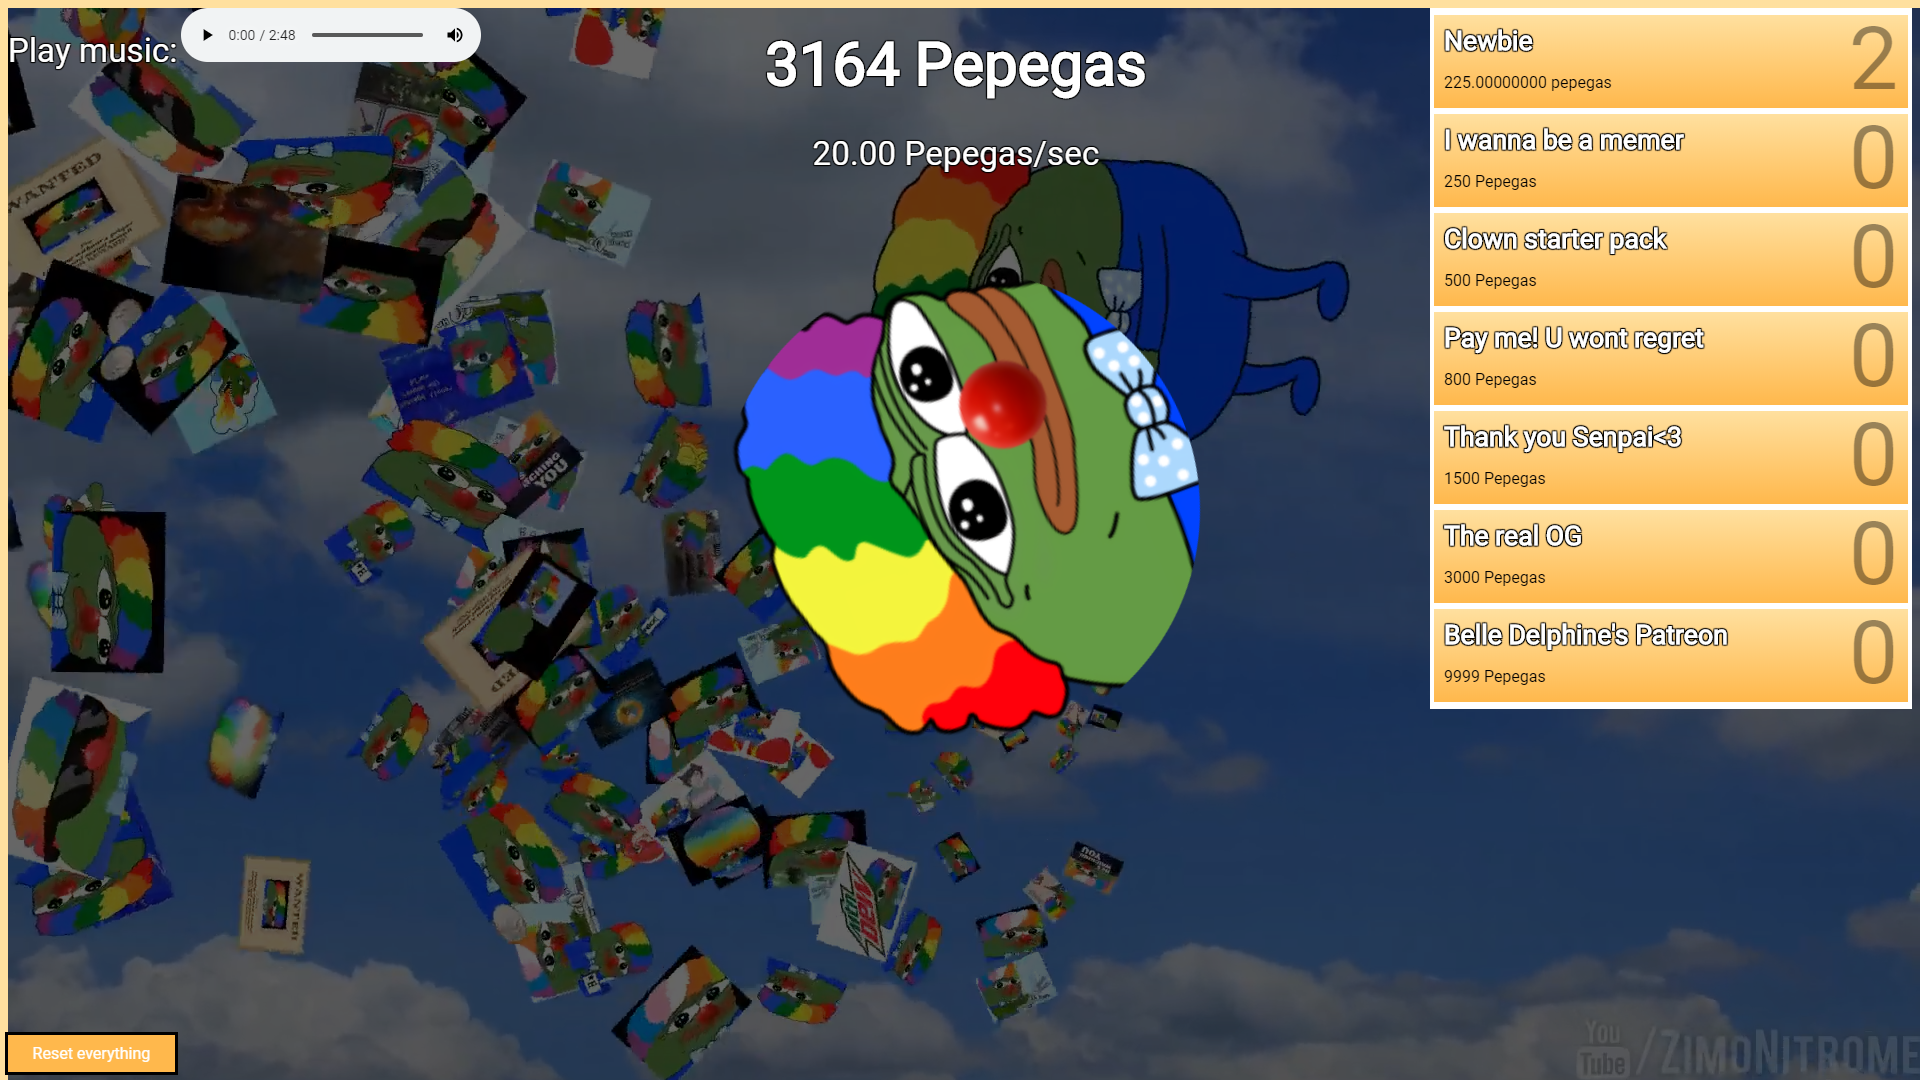 Play music:
0:00 / 2:48
3164 Pepegas
20.00 Pepegas/sec
Newbie
225.00000000 pepegas
2
I wanna be a memer
250 Pepegas
0
Clown starter pack
500 Pepegas
0
Pay me! U wont regret
800 Pepegas
0
Thank you Senpai<3
1500 Pepegas
0
The real OG
3000 Pepegas
0
Belle Delphine's Patreon
9999 Pepegas
0
WANTED
YOU
WANTED
YOU
Reset everything
You
Tube
/ZIMONITROME